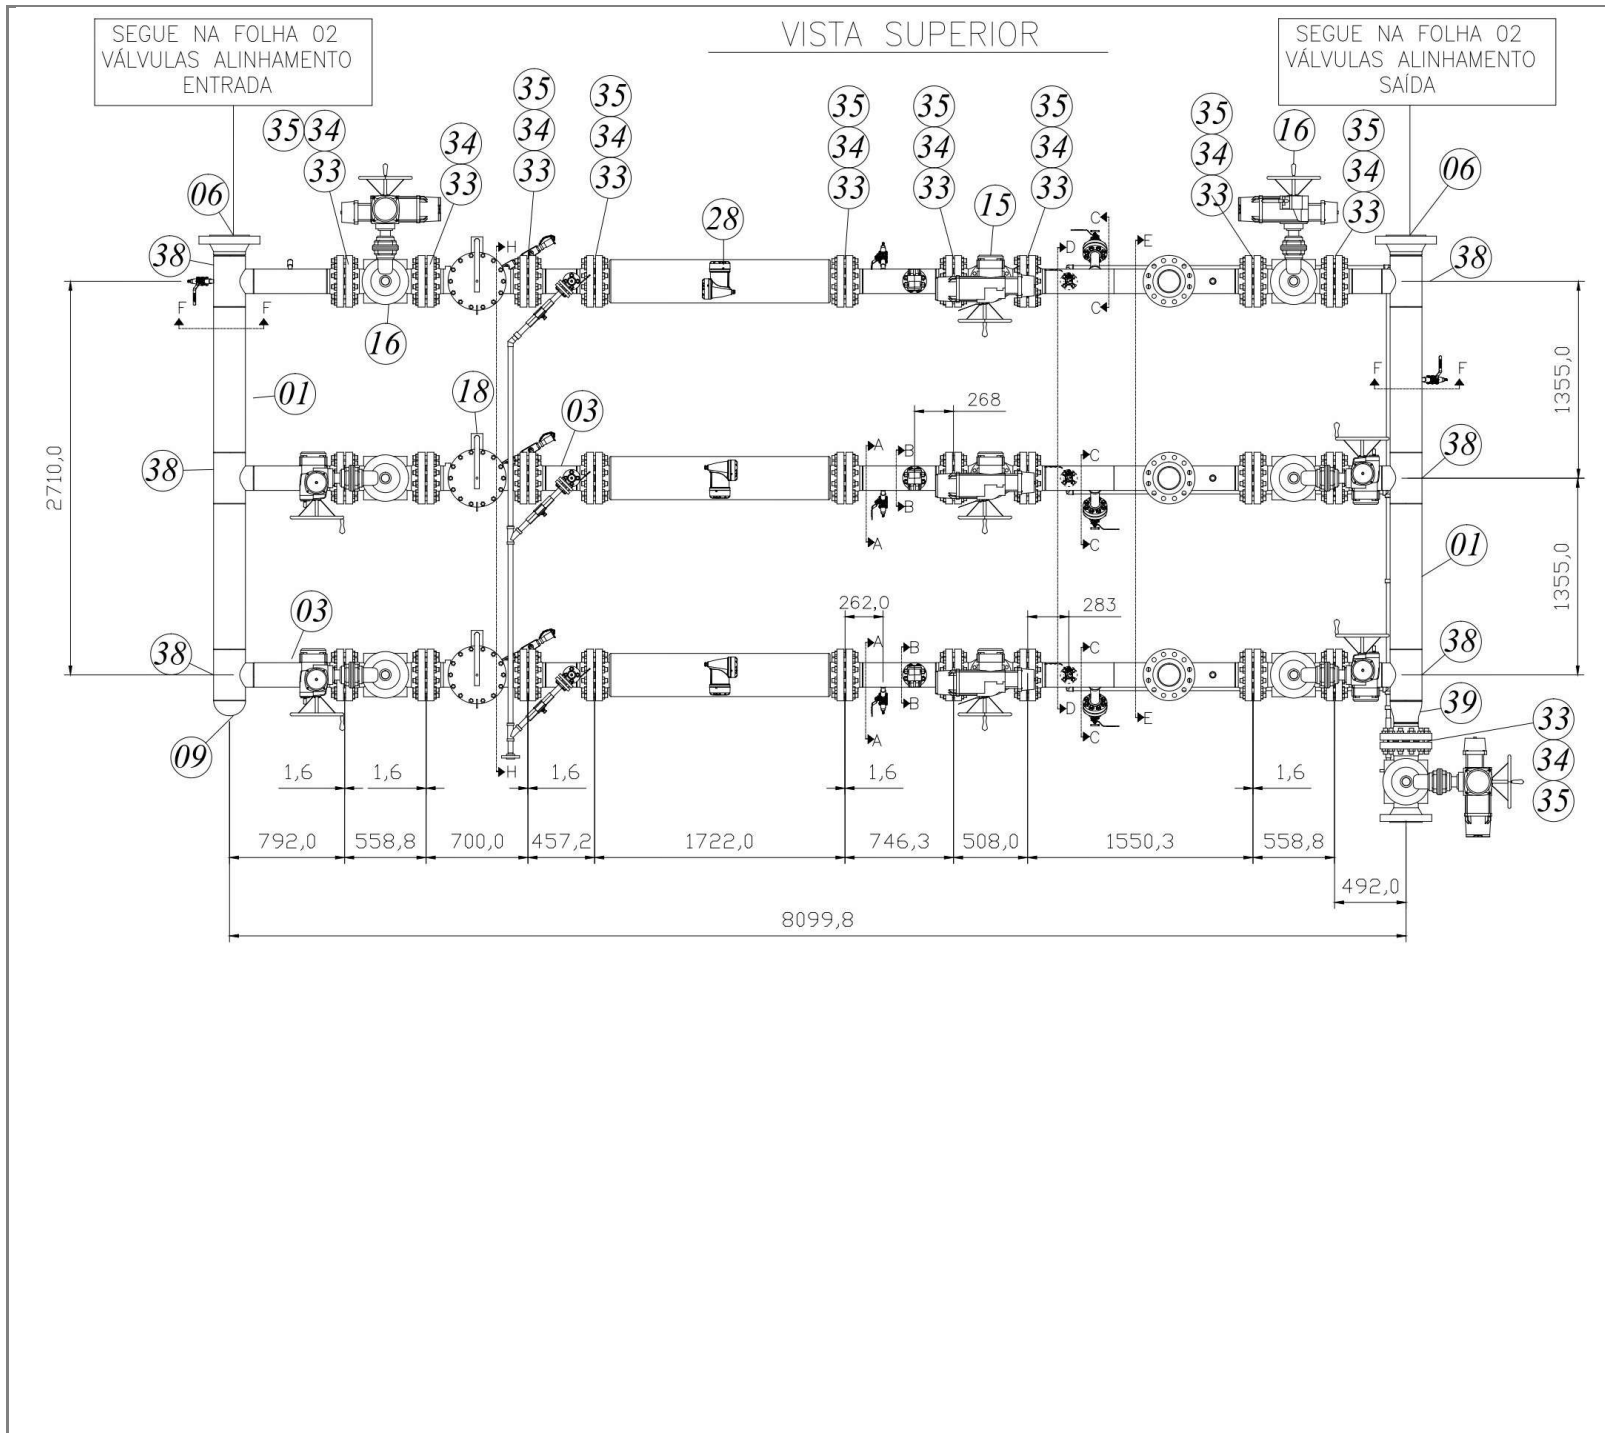 SEGUE NA FOLHA 02
VÁLVULAS ALINHAMENTO
ENTRADA
VISTA SUPERIOR
SEGUE NA FOLHA 02
VÁLVULAS ALINHAMENTO
SAÍDA
35 34
33
34
33
35
34
33
35
34
33
35
34
33
35
34
33
35
34
33
35
34
33
16
35
34
33
06
06
38
28
15
C
C
H
D
E
38
F F
16
01
18
03
268
F F
1355,0
2710,0
38
A
A
B
B
C
C
38
01
1355,0
03
262,0
283
38
A
A
B
B
C
C
D
E
H
38
39
09
33
34
35
1,6
1,6
1,6
1,6
1,6
792,0
558,8
700,0
457,2
1722,0
746,3
508,0
1550,3
558,8
492,0
8099,8